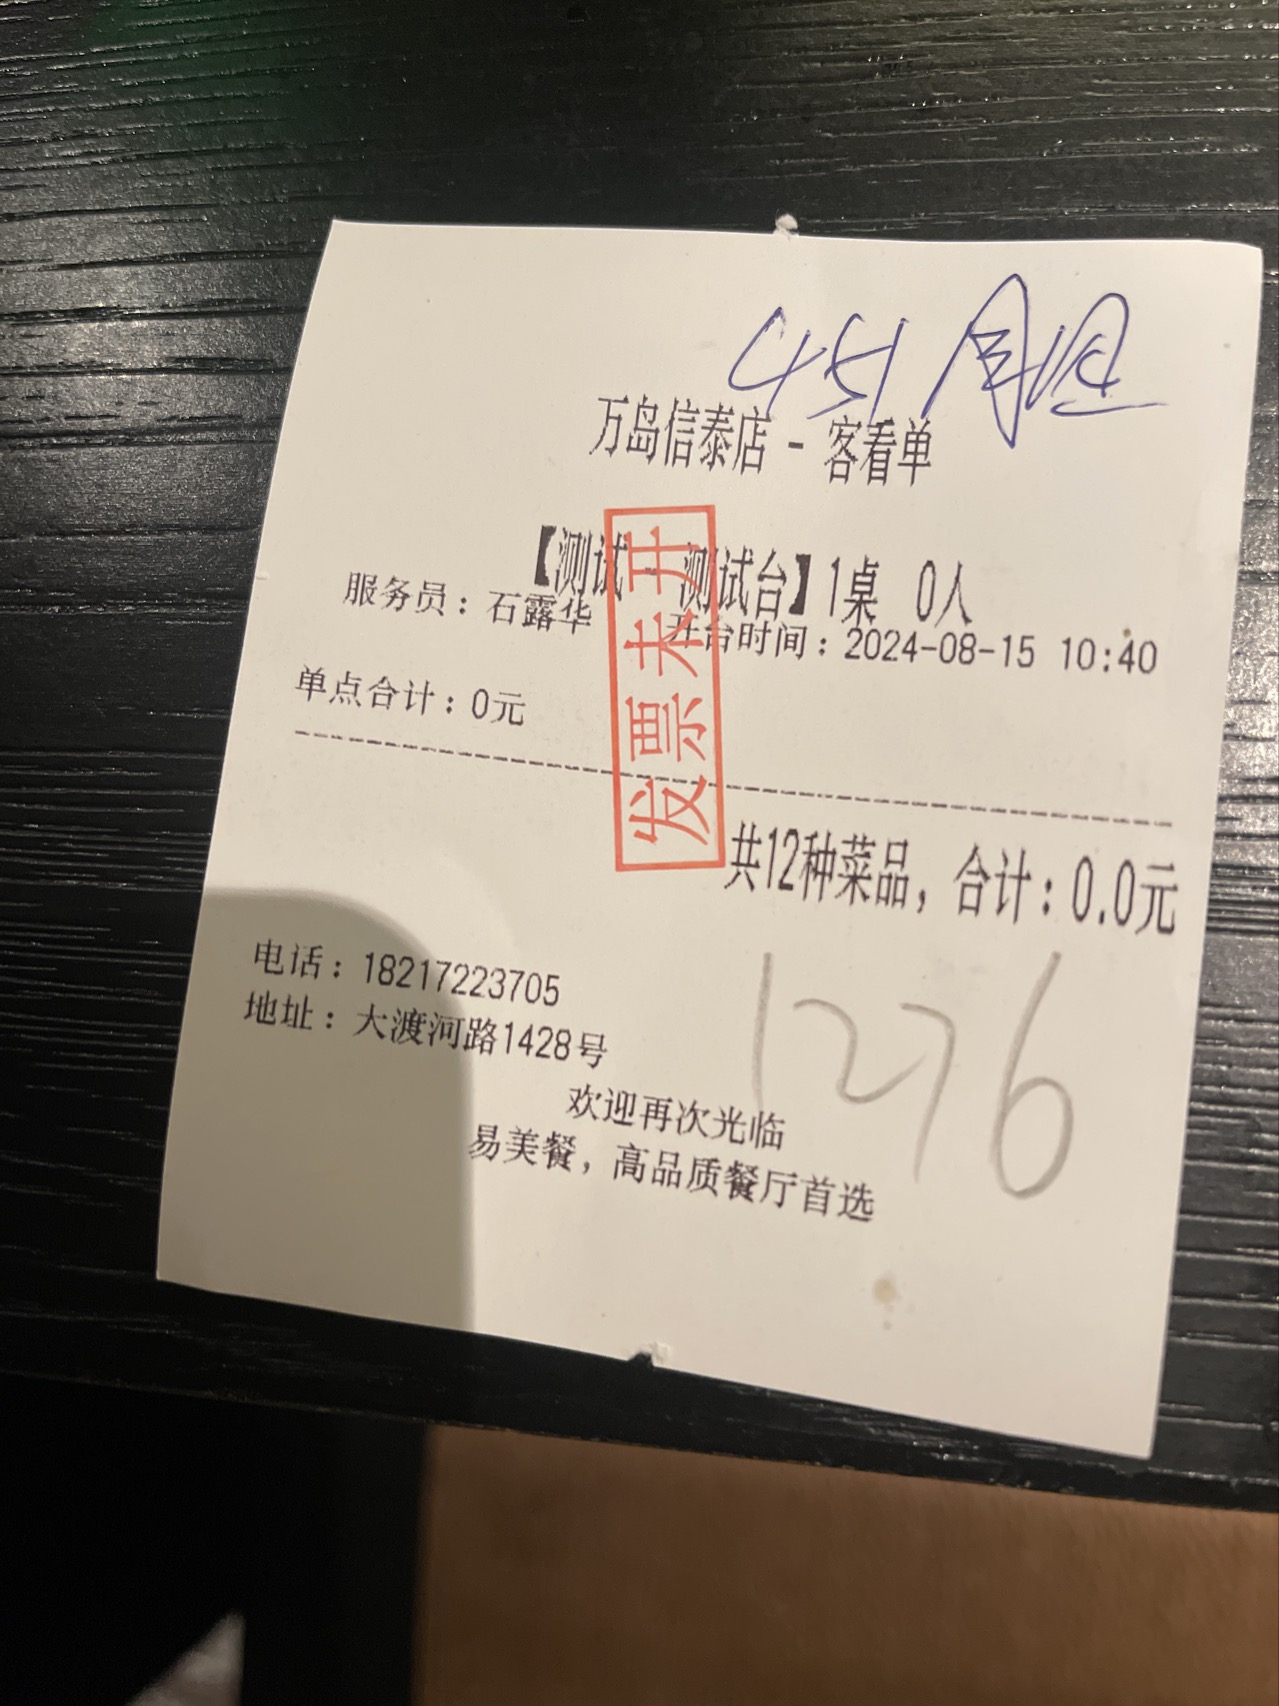 451
万岛信泰店 - 客看单
【测试 - 测试台】1桌 0人
服务员：石露华 开台时间：2024-08-15 10:40
单点合计：0元
发票未开
共12种菜品，合计：0.0元
1276
电话：18217223705
地址：大渡河路1428号
欢迎再次光临
易美餐，高品质餐厅首选